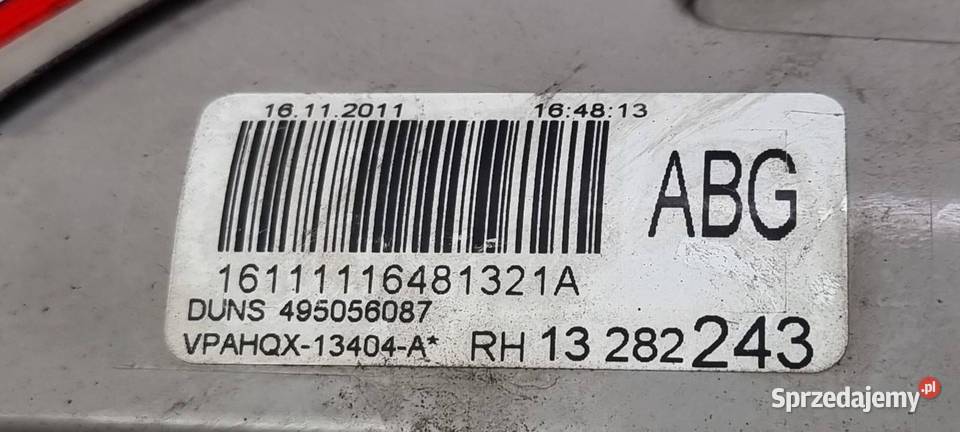 16.11.2011 16:48:13
ABG
16111116481321A
DUNS 495056087
VPAHQX-13404-A* RH 13 282 243
Sprzedajemy.pl